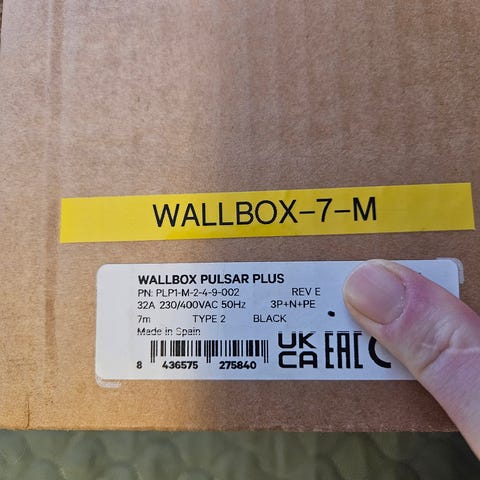 WALLBOX-7-M
WALLBOX PULSAR PLUS
PN: PLP1-M-2-4-9-002 REV E
32A 230/400VAC 50Hz 3P+N+PE
7m TYPE 2 BLACK
Made in Spain
8 436575 275840
UK CA EAC